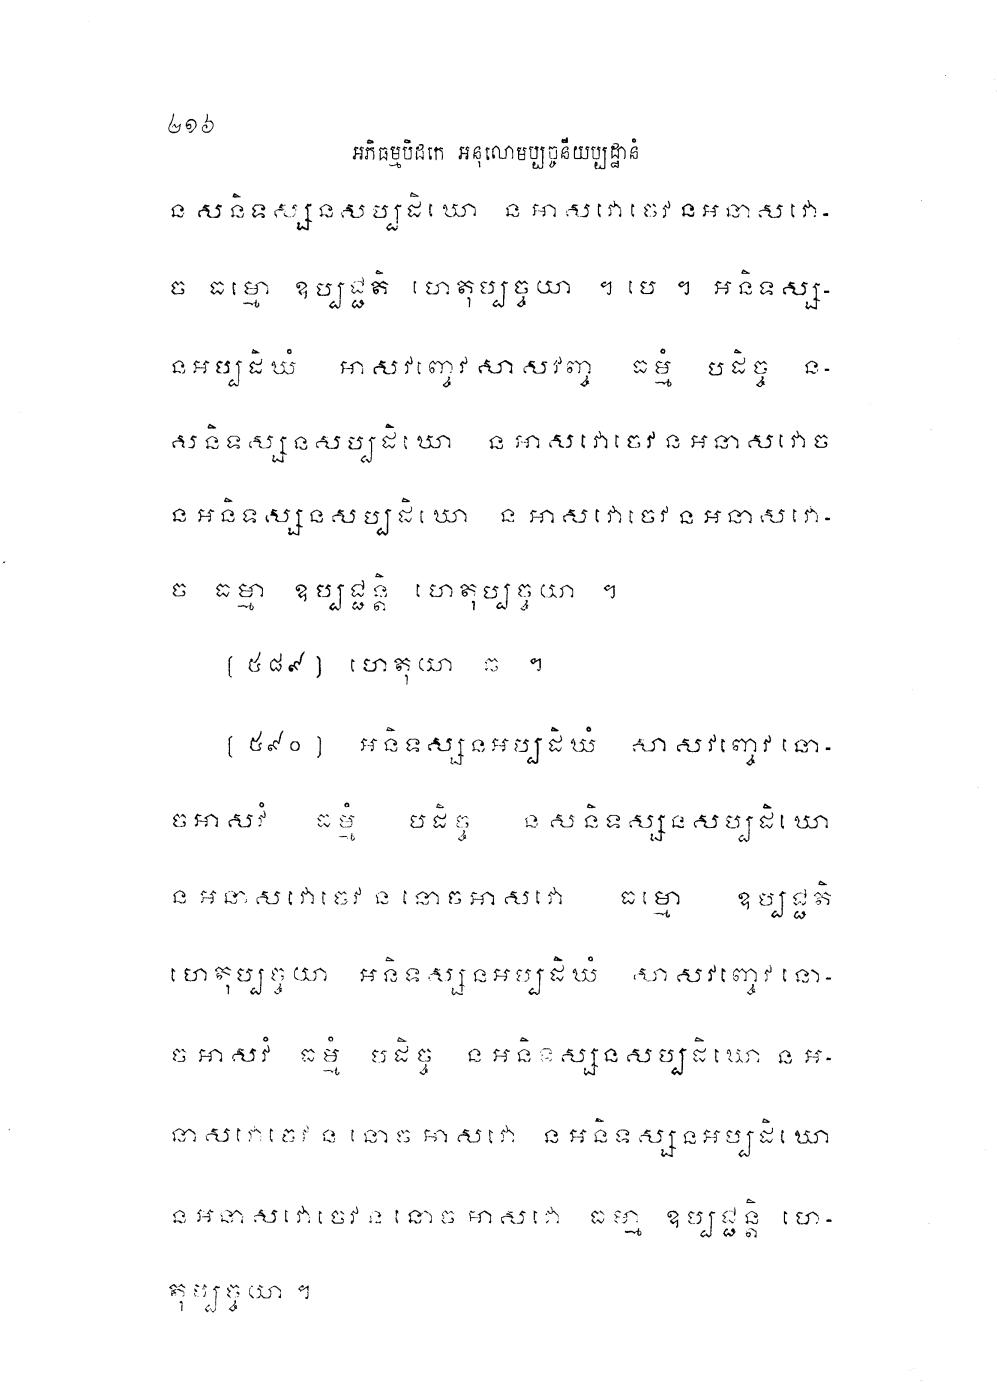 ២១៦
អភិធម្មបិដកេ អនុលោមប្បច្ចនីយប្បដ្ឋានំ
ន សនិទស្សនសប្បដិឃោ ន អាសវោចេវនអនាសវោ-
ច ធម្មោ ឧប្បជ្ជតិ ហេតុប្បច្ចយា ។ បេ ។ អនិទស្ស-
នអប្បដិឃំ អាសវញ្ចេវសាសវញ្ច ធម្មំ បដិច្ច ន-
សនិទស្សនសប្បដិឃោ ន អាសវោចេវនអនាសវោច
នអនិទស្សនសប្បដិឃោ ន អាសវោចេវនអនាសវោ-
ច ធម្មា ឧប្បជ្ជន្តិ ហេតុប្បច្ចយា ។
[ ៥៨៩ ] ហេតុយា ច ។
[ ៥៩០ ] អនិទស្សនអប្បដិឃំ សាសវញ្ចេវនោ-
ចអាសវំ ធម្មំ បដិច្ច ន សនិទស្សនសប្បដិឃោ
ន អនាសវោចេវននោចអាសវោ ធម្មោ ឧប្បជ្ជតិ
ហេតុប្បច្ចយា អនិទស្សនអប្បដិឃំ សាសវញ្ចេវនោ-
ចអាសវំ ធម្មំ បដិច្ច នអនិទស្សនសប្បដិឃោ ន អ-
នាសវោចេវននោចអាសវោ នអនិទស្សនអប្បដិឃោ
នអនាសវោចេវននោចអាសវោ ធម្មា ឧប្បជ្ជន្តិ ហេ-
តុប្បច្ចយា ។